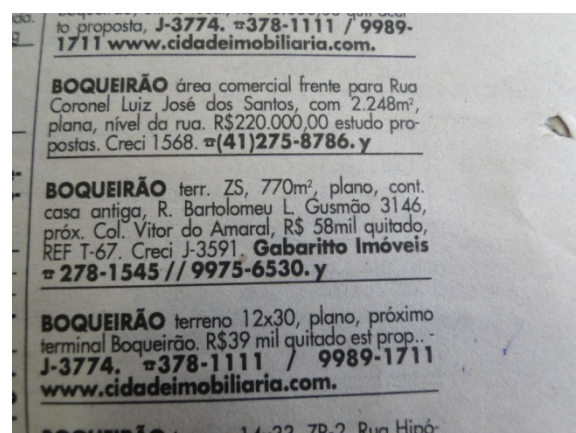 to proposta, J-3774. ☎378-1111 / 9989-
1711 www.cidadeimobiliaria.com.
BOQUEIRÃO área comercial frente para Rua
Coronel Luiz José dos Santos, com 2.248m²,
plana, nível da rua. R$220.000,00 estudo pro-
postas. Creci 1568. ☎(41)275-8786. y
BOQUEIRÃO terr. ZS, 770m², plano, cont.
casa antiga, R. Bartolomeu L. Gusmão 3146,
próx. Col. Vitor do Amaral, R$ 58mil quitado,
REF T-67. Creci J-3591. Gabaritto Imóveis
☎ 278-1545 // 9975-6530. y
BOQUEIRÃO terreno 12x30, plano, próximo
terminal Boqueirão. R$39 mil quitado est prop.. -
J-3774. ☎378-1111 / 9989-1711
www.cidadeimobiliaria.com.